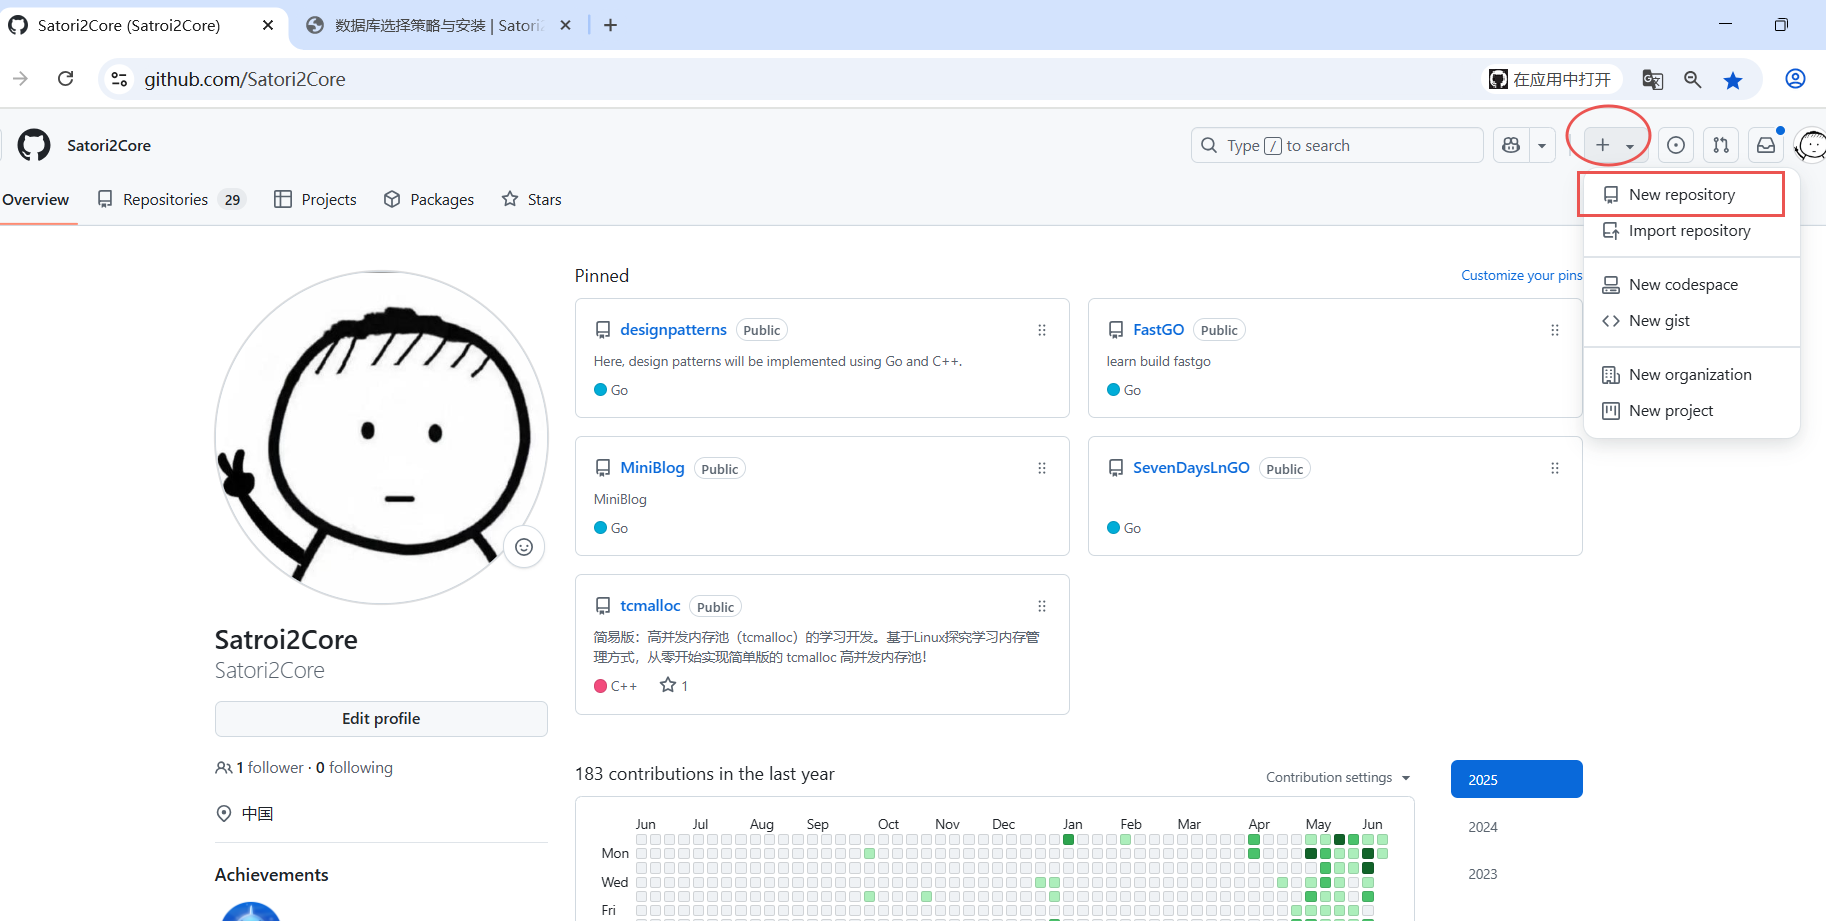 Satori2Core (Satroi2Core)
数据库选择策略与安装 | Satori
github.com/Satori2Core
在应用中打开
Satori2Core
Type / to search
Overview
Repositories 29
Projects
Packages
Stars
New repository
Import repository
New codespace
New gist
New organization
New project
Pinned
Customize your pins
designpatterns Public
Here, design patterns will be implemented using Go and C++.
Go
FastGO Public
learn build fastgo
Go
MiniBlog Public
MiniBlog
Go
SevenDaysLnGO Public
Go
tcmalloc Public
简易版：高并发内存池（tcmalloc）的学习开发。基于Linux探究学习内存管
理方式，从零开始实现简单版的 tcmalloc 高并发内存池！
C++ 1
Satroi2Core
Satori2Core
Edit profile
1 follower · 0 following
中国
Achievements
183 contributions in the last year
Contribution settings
2025
2024
2023
Jun Jul Aug Sep Oct Nov Dec Jan Feb Mar Apr May Jun
Mon
Wed
Fri